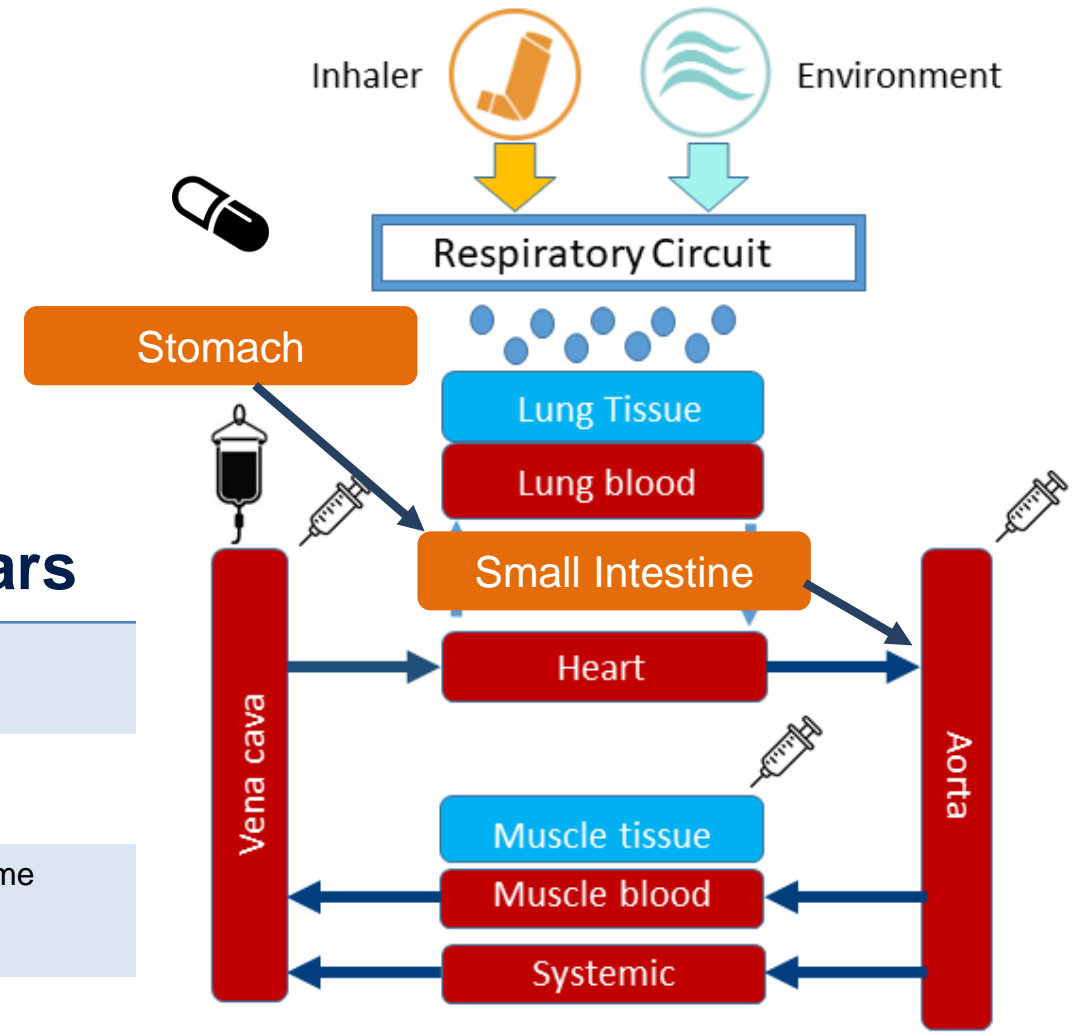 Inhaler
Environment
Respiratory Circuit
Stomach
Lung Tissue
Lung blood
Small Intestine
ars
Heart
Vena cava
Aorta
Muscle tissue
me
Muscle blood
Systemic